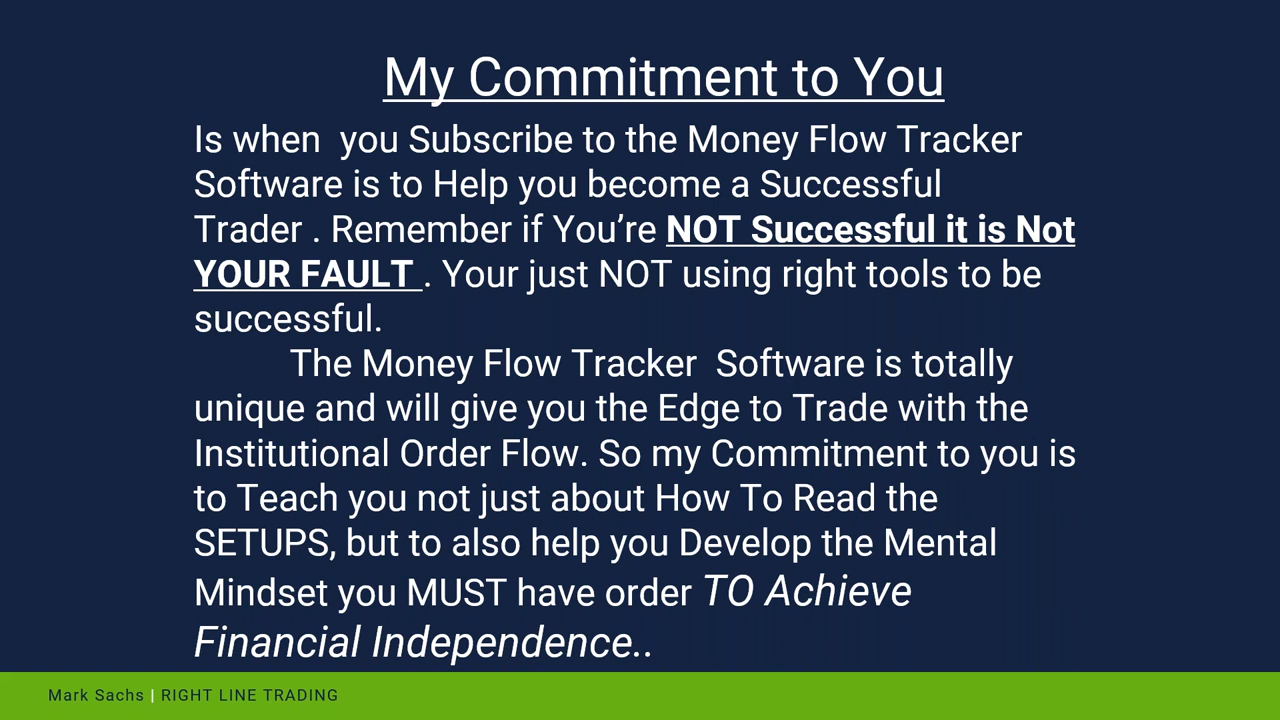 My Commitment to You
Is when  you Subscribe to the Money Flow Tracker
Software is to Help you become a Successful
Trader . Remember if You’re NOT Successful it is Not
YOUR FAULT . Your just NOT using right tools to be
successful.
The Money Flow Tracker  Software is totally
unique and will give you the Edge to Trade with the
Institutional Order Flow. So my Commitment to you is
to Teach you not just about How To Read the
SETUPS, but to also help you Develop the Mental
Mindset you MUST have order TO Achieve
Financial Independence..
Mark Sachs | RIGHT LINE TRADING